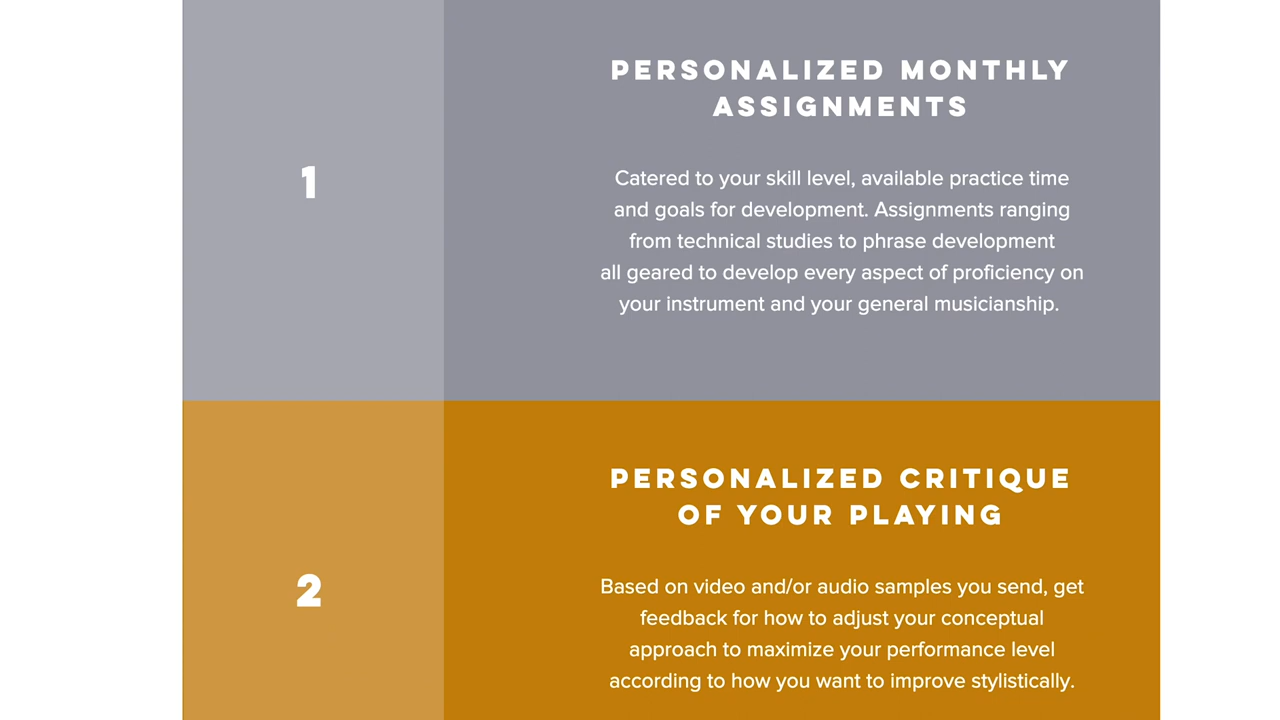 1
PERSONALIZED MONTHLY
ASSIGNMENTS
Catered to your skill level, available practice time
and goals for development. Assignments ranging
from technical studies to phrase development
all geared to develop every aspect of proficiency on
your instrument and your general musicianship.
2
PERSONALIZED CRITIQUE
OF YOUR PLAYING
Based on video and/or audio samples you send, get
feedback for how to adjust your conceptual
approach to maximize your performance level
according to how you want to improve stylistically.